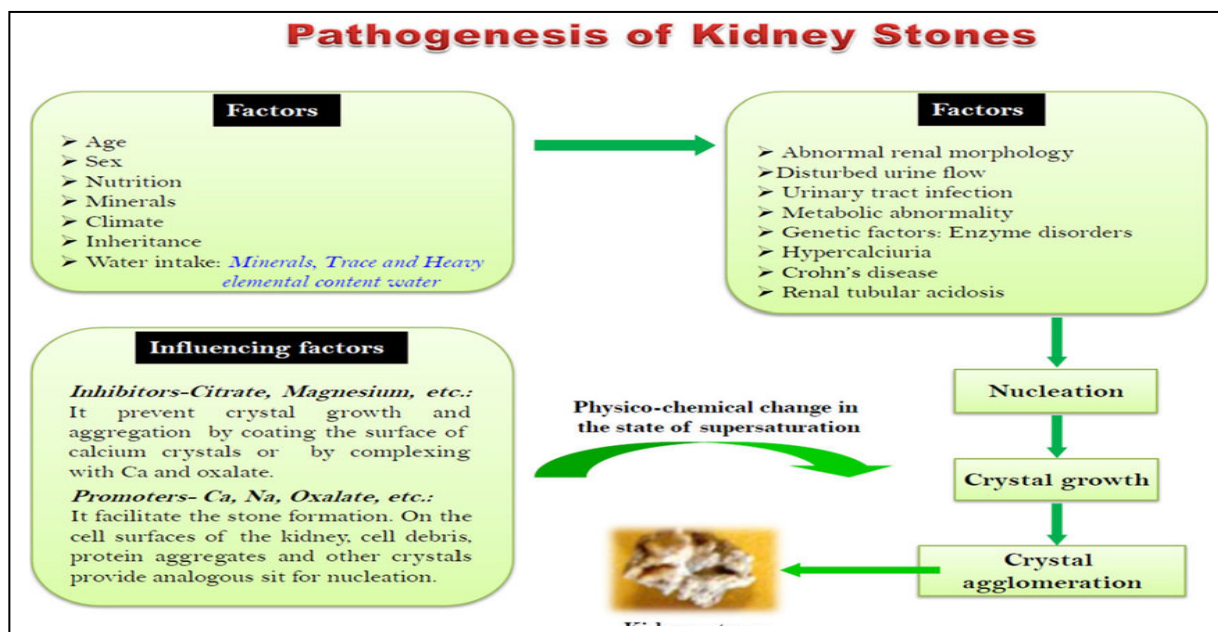 Pathogenesis of Kidney Stones
Factors
➢ Age
➢ Sex
➢ Nutrition
➢ Minerals
➢ Climate
➢ Inheritance
➢ Water intake: Minerals, Trace and Heavy
elemental content water
Factors
➢ Abnormal renal morphology
➢Disturbed urine flow
➢ Urinary tract infection
➢ Metabolic abnormality
➢ Genetic factors: Enzyme disorders
➢ Hypercalciuria
➢ Crohn's disease
➢ Renal tubular acidosis
Influencing factors
Inhibitors-Citrate, Magnesium, etc.:
It prevent crystal growth and
aggregation by coating the surface of
calcium crystals or by complexing
with Ca and oxalate.
Promoters- Ca, Na, Oxalate, etc.:
It facilitate the stone formation. On the
cell surfaces of the kidney, cell debris,
protein aggregates and other crystals
provide analogous sit for nucleation.
Physico-chemical change in
the state of supersaturation
Nucleation
Crystal growth
Crystal
agglomeration